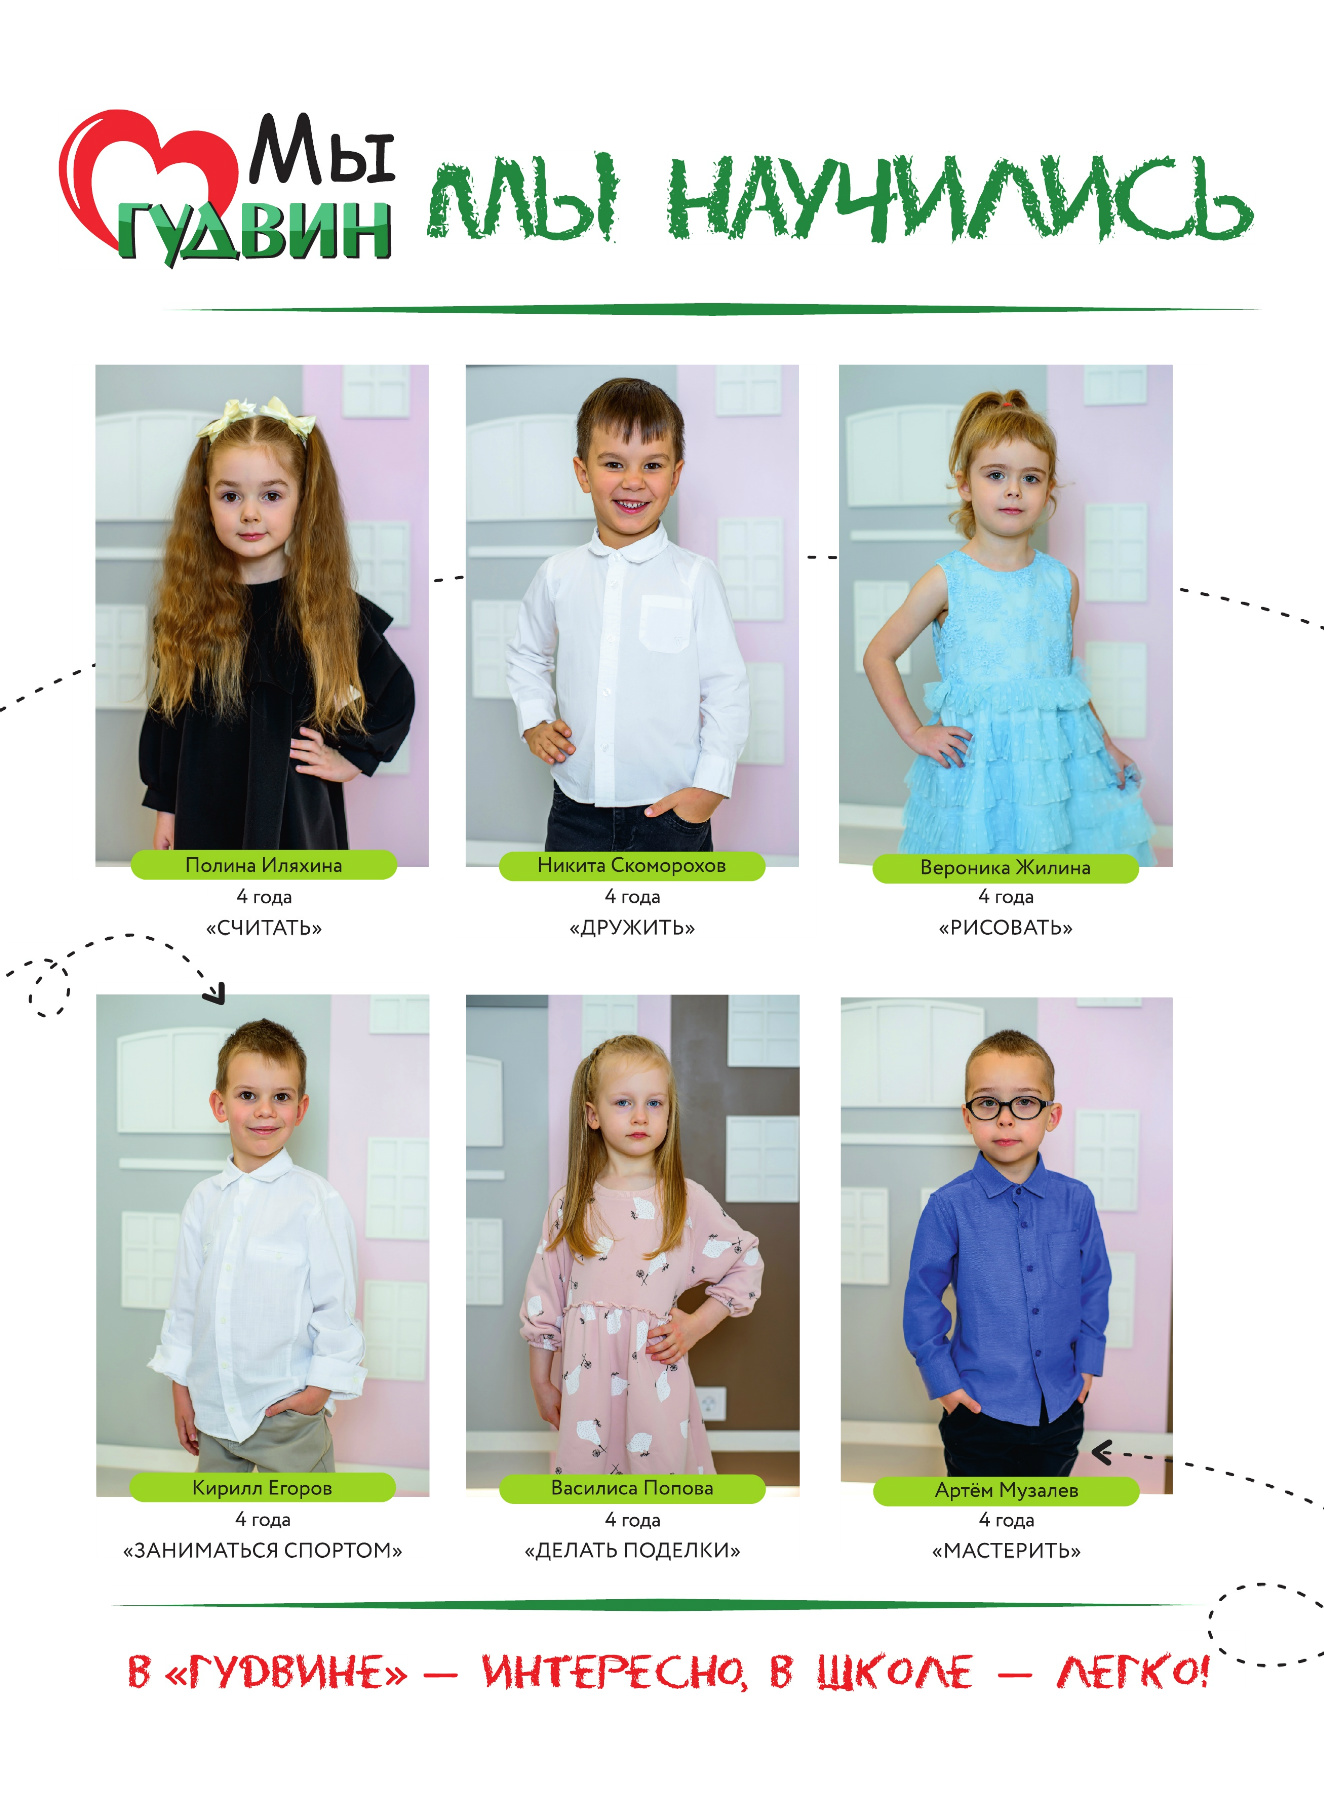 Мы
ГУДВИН
МЫ НАУЧИЛИСЬ
Полина Иляхина
4 года
«СЧИТАТЬ»
Никита Скоморохов
4 года
«ДРУЖИТЬ»
Вероника Жилина
4 года
«РИСОВАТЬ»
Кирилл Егоров
4 года
«ЗАНИМАТЬСЯ СПОРТОМ»
Василиса Попова
4 года
«ДЕЛАТЬ ПОДЕЛКИ»
Артём Музалев
4 года
«МАСТЕРИТЬ»
В «ГУДВИНЕ» — ИНТЕРЕСНО, В ШКОЛЕ — ЛЕГКО!